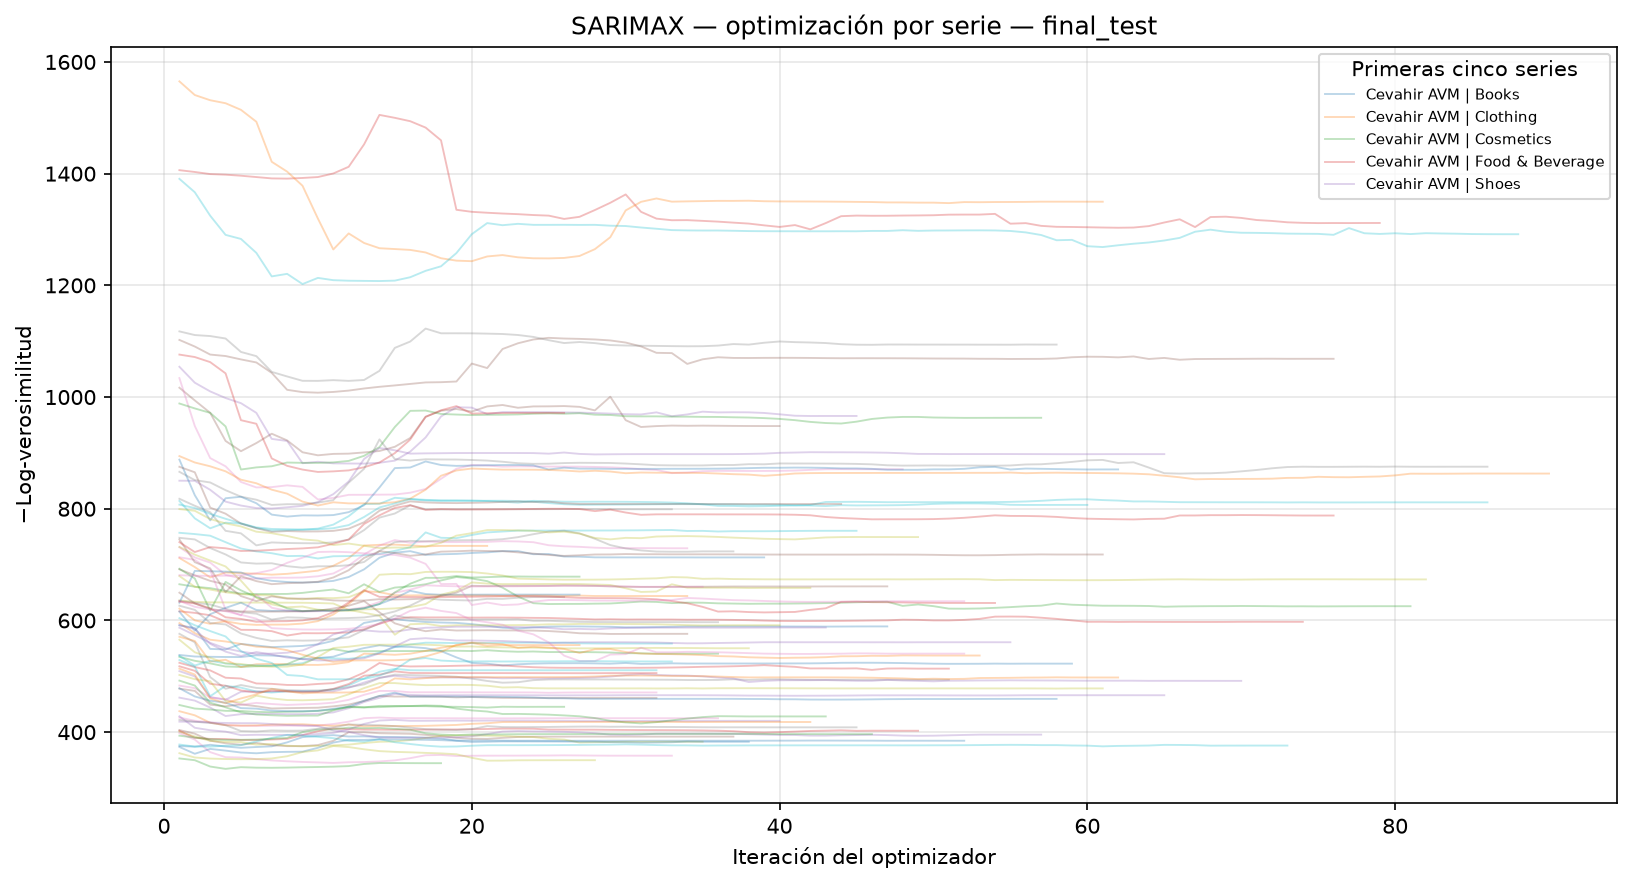 SARIMAX — optimización por serie — final_test
Primeras cinco series
Cevahir AVM | Books
Cevahir AVM | Clothing
Cevahir AVM | Cosmetics
Cevahir AVM | Food & Beverage
Cevahir AVM | Shoes
−Log-verosimilitud
1600
1400
1200
1000
800
600
400
0 20 40 60 80
Iteración del optimizador